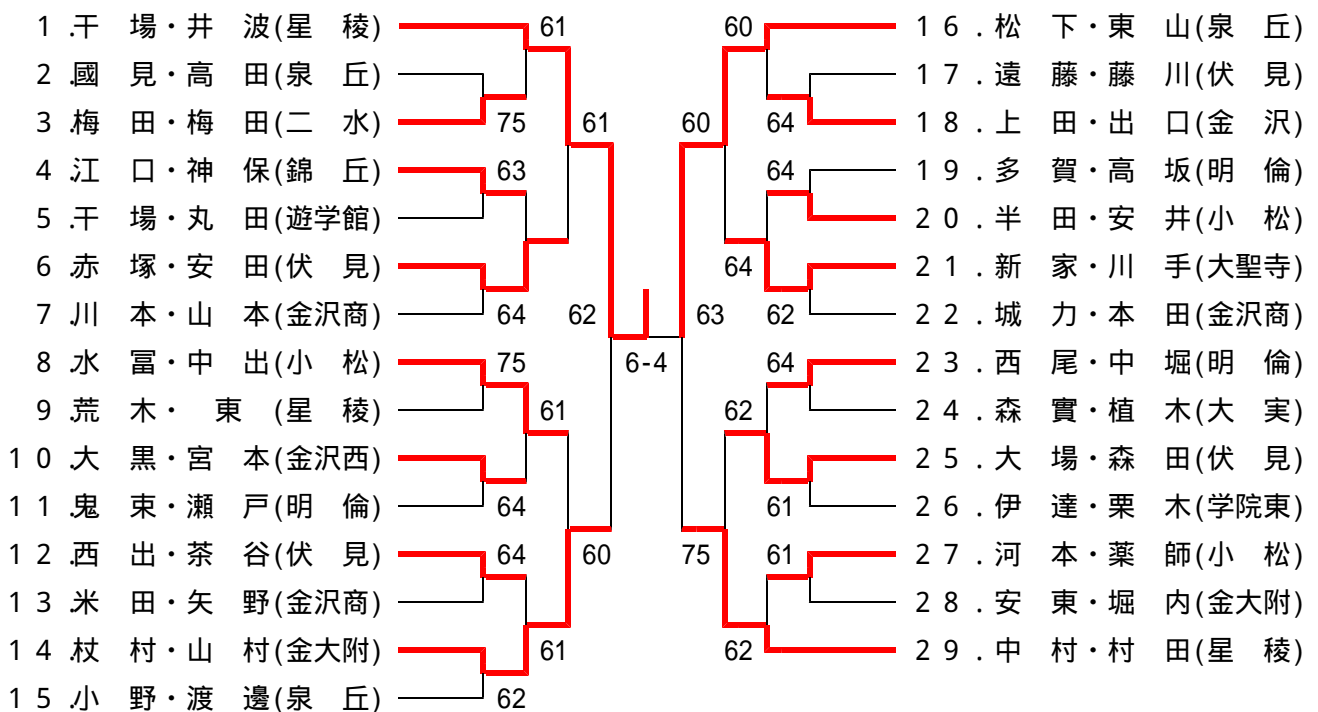 1.干　場・井　波(星　稜)
2.國　見・高　田(泉　丘)
3.梅　田・梅　田(二　水)
4.江　口・神　保(錦　丘)
5.干　場・丸　田(遊学館)
6.赤　塚・安　田(伏　見)
7.川　本・山　本(金沢商)
8.水　冨・中　出(小　松)
9.荒　木・　東　(星　稜)
10.大　黒・宮　本(金沢西)
11.鬼　束・瀬　戸(明　倫)
12.西　出・茶　谷(伏　見)
13.米　田・矢　野(金沢商)
14.杖　村・山　村(金大附)
15.小　野・渡　邊(泉　丘)
61
75
61
63
64
62
75
61
64
64
60
61
62
6-4
60
60
64
64
64
62
63
64
62
61
75
61
62
16.松　下・東　山(泉　丘)
17.遠　藤・藤　川(伏　見)
18.上　田・出　口(金　沢)
19.多　賀・高　坂(明　倫)
20.半　田・安　井(小　松)
21.新　家・川　手(大聖寺)
22.城　力・本　田(金沢商)
23.西　尾・中　堀(明　倫)
24.森　實・植　木(大　実)
25.大　場・森　田(伏　見)
26.伊　達・栗　木(学院東)
27.河　本・薬　師(小　松)
28.安　東・堀　内(金大附)
29.中　村・村　田(星　稜)